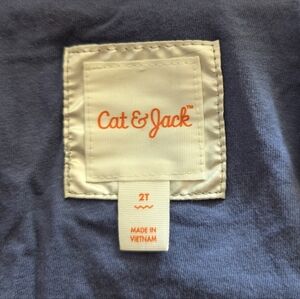 Cat & Jack™
2T
MADE IN
VIETNAM